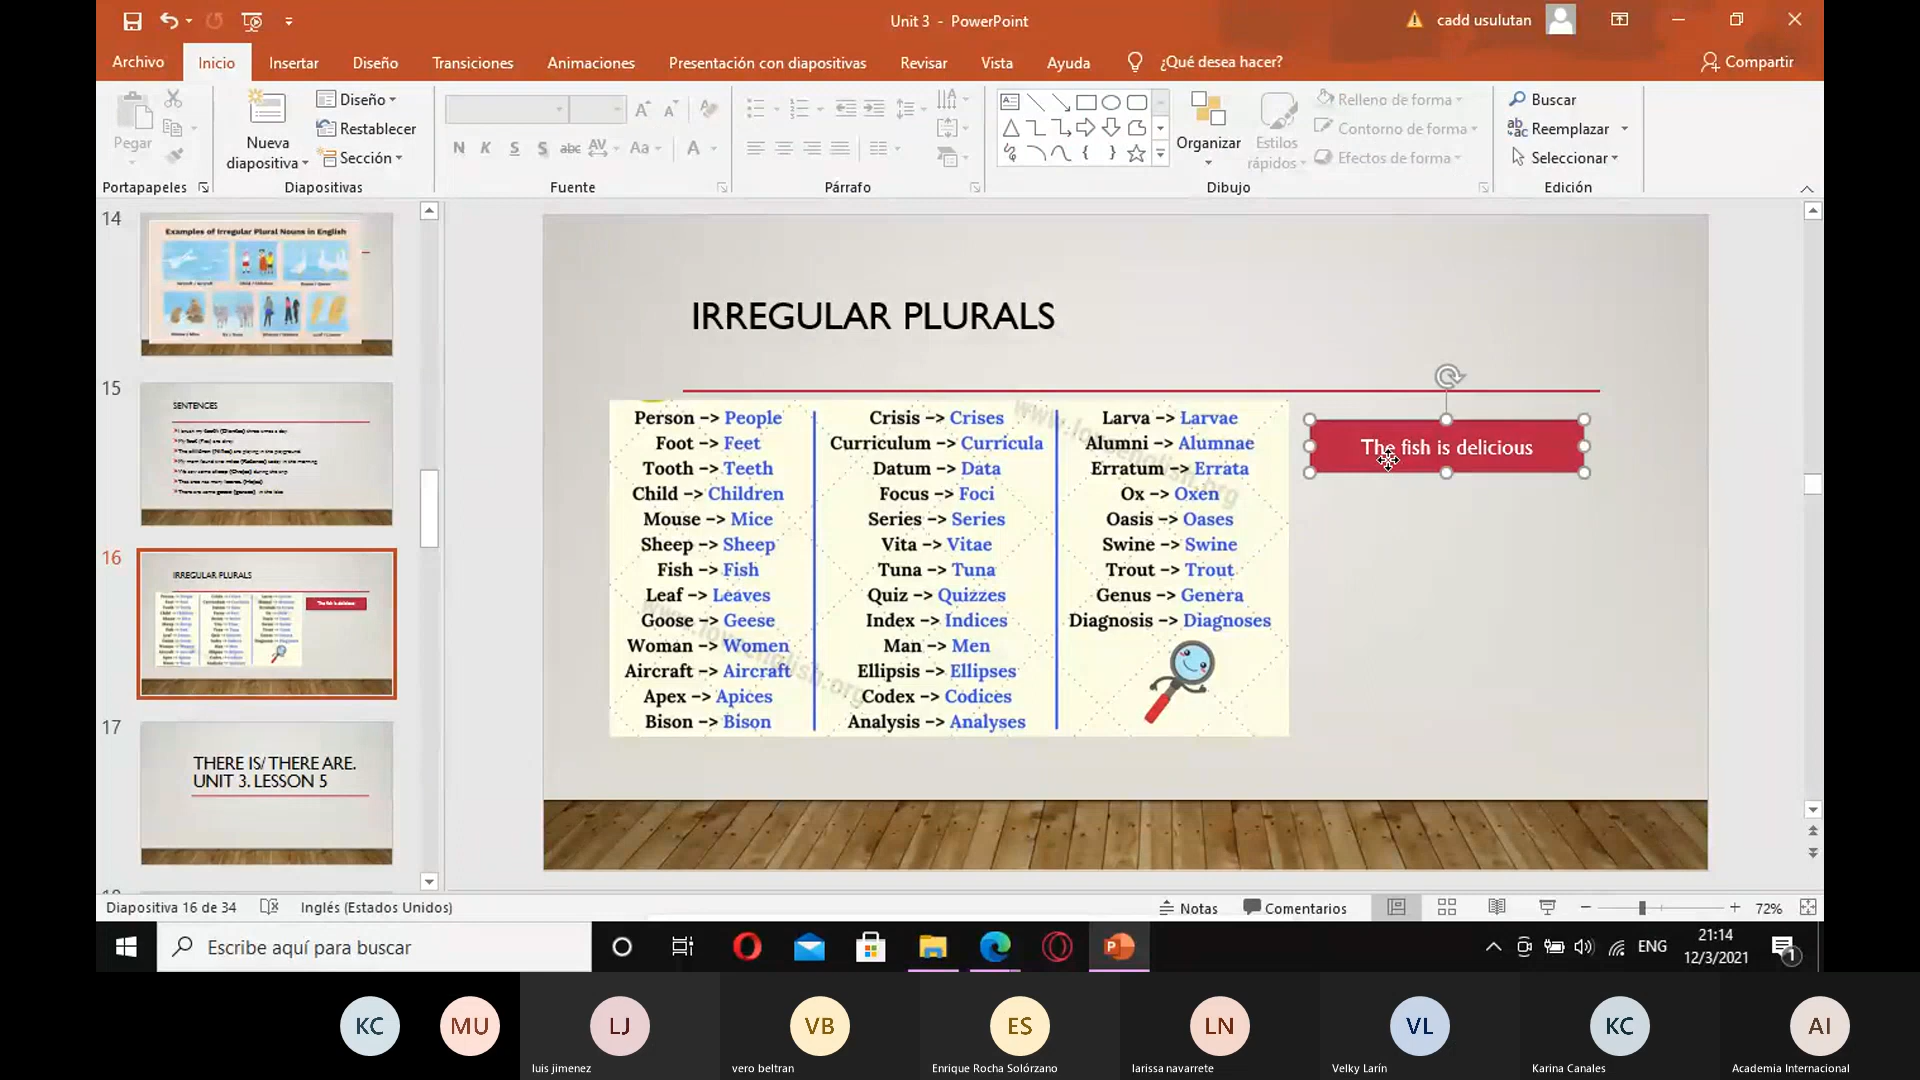 Unit 3 - PowerPoint
cadd usulutan
Archivo Inicio Insertar Diseño Transiciones Animaciones Presentación con diapositivas Revisar Vista Ayuda ¿Qué desea hacer? Compartir
Pegar
Nueva diapositiva
Diseño
Restablecer
Sección
N K S S abc AV Aa A
Organizar
Estilos rápidos
Relleno de forma
Contorno de forma
Efectos de forma
Buscar
Reemplazar
Seleccionar
Portapapeles Diapositivas Fuente Párrafo Dibujo Edición
14
Examples of Irregular Plural Nouns in English
15
SENTENCES
16
IRREGULAR PLURALS
The fish is delicious
17
THERE IS/ THERE ARE.
UNIT 3. LESSON 5
IRREGULAR PLURALS
Person -> People
Foot -> Feet
Tooth -> Teeth
Child -> Children
Mouse -> Mice
Sheep -> Sheep
Fish -> Fish
Leaf -> Leaves
Goose -> Geese
Woman -> Women
Aircraft -> Aircraft
Apex -> Apices
Bison -> Bison
Crisis -> Crises
Curriculum -> Curricula
Datum -> Data
Focus -> Foci
Series -> Series
Vita -> Vitae
Tuna -> Tuna
Quiz -> Quizzes
Index -> Indices
Man -> Men
Ellipsis -> Ellipses
Codex -> Codices
Analysis -> Analyses
Larva -> Larvae
Alumni -> Alumnae
Erratum -> Errata
Ox -> Oxen
Oasis -> Oases
Swine -> Swine
Trout -> Trout
Genus -> Genera
Diagnosis -> Diagnoses
The fish is delicious
Diapositiva 16 de 34 Inglés (Estados Unidos) Notas Comentarios 72%
Escribe aquí para buscar
ENG
21:14
12/3/2021
1
KC MU LJ VB ES LN VL KC AI
luis jimenez vero beltran Enrique Rocha Solórzano larissa navarrete Velky Larín Karina Canales Academia Internacional